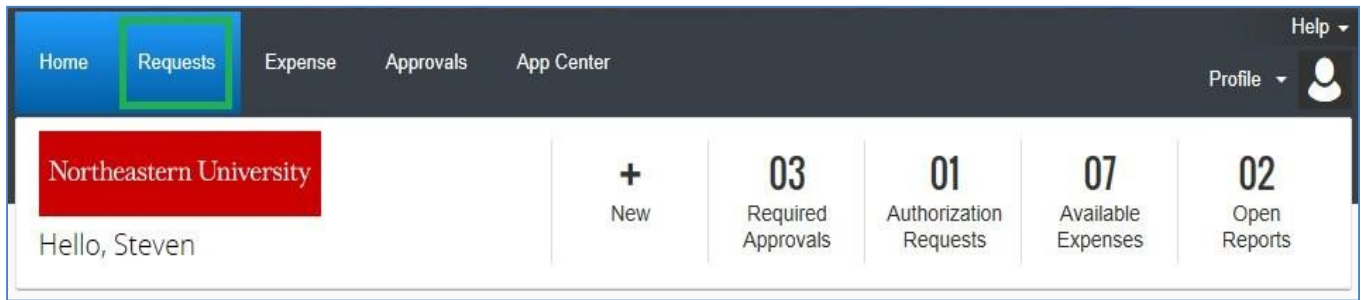 Help
Home Requests Expense Approvals App Center
Profile
Northeastern University
Hello, Steven
+
New
03
Required
Approvals
01
Authorization
Requests
07
Available
Expenses
02
Open
Reports